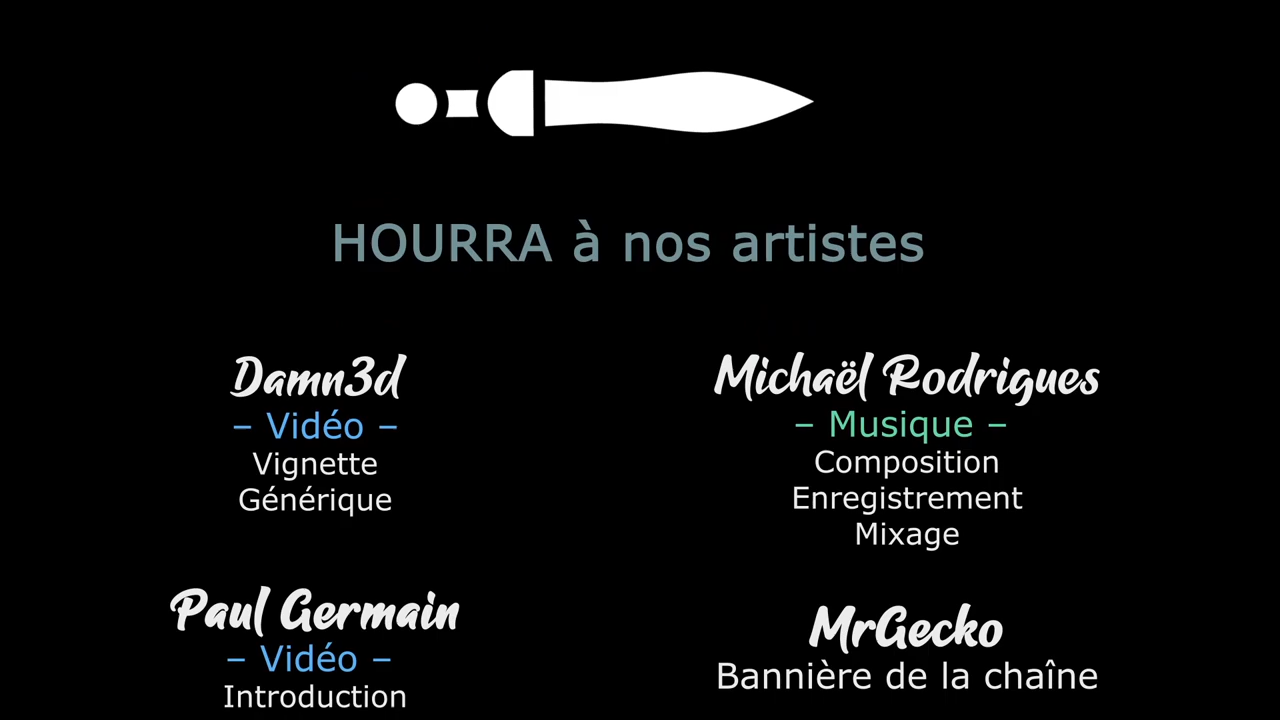 HOURRA à nos artistes
Damn3d
– Vidéo –
Vignette
Générique
Michaël Rodrigues
– Musique –
Composition
Enregistrement
Mixage
Paul Germain
– Vidéo –
Introduction
MrGecko
Bannière de la chaîne